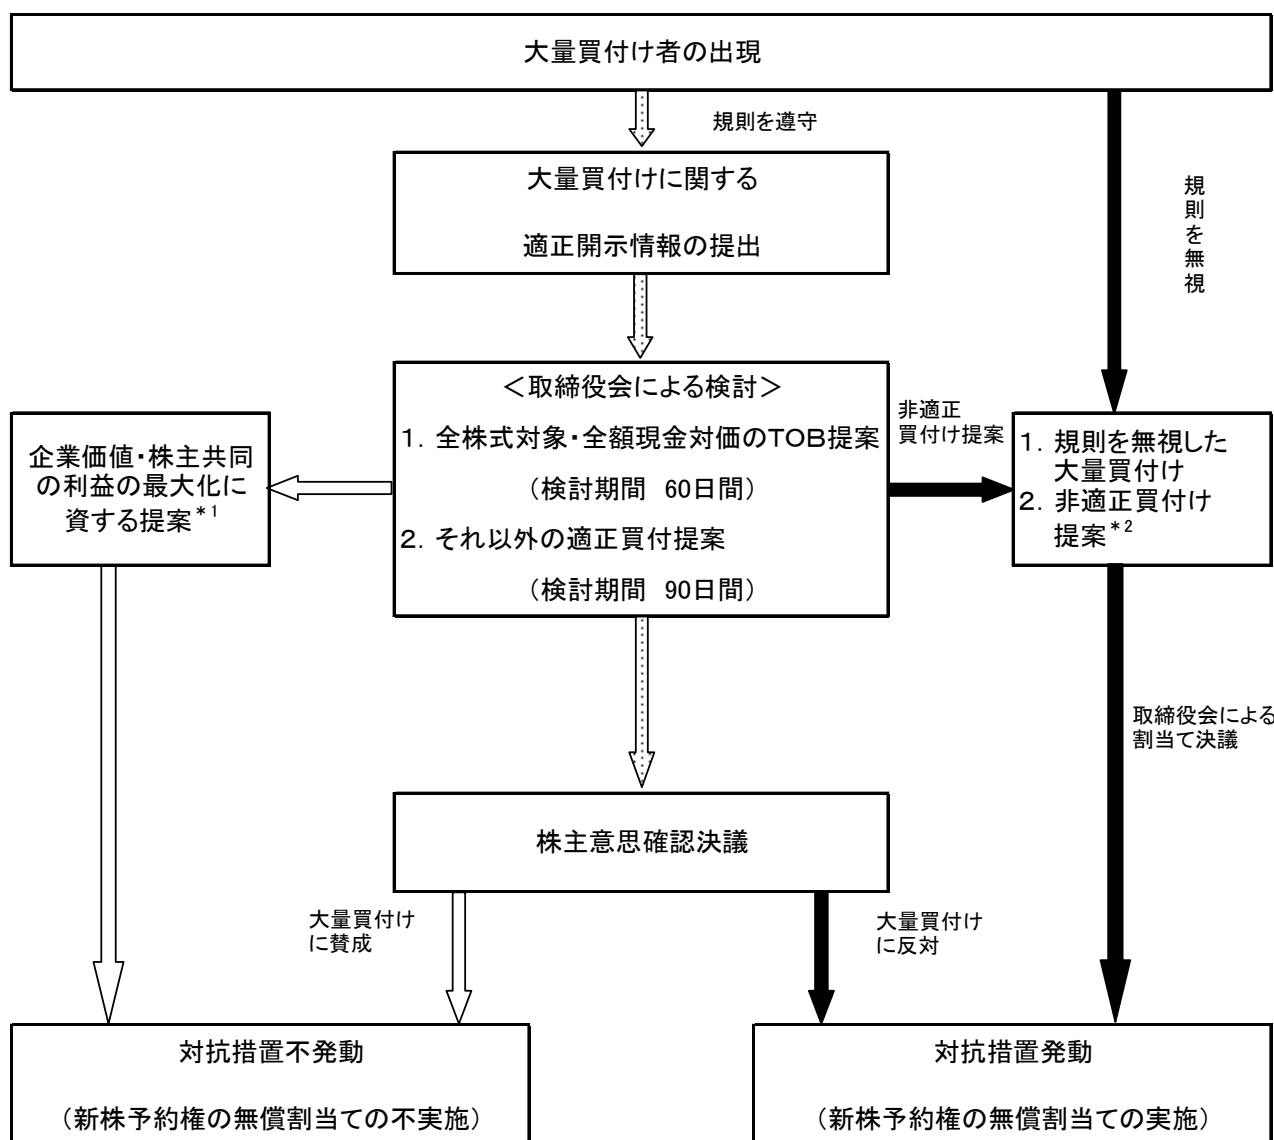 大量買付け者の出現
規則を遵守
規則を無視
大量買付けに関する
適正開示情報の提出
＜取締役会による検討＞
1．全株式対象・全額現金対価のTOB提案
（検討期間 60日間）
2．それ以外の適正買付提案
（検討期間 90日間）
非適正
買付け提案
企業価値・株主共同
の利益の最大化に
資する提案*1
1．規則を無視した
大量買付け
2．非適正買付け
提案*2
取締役会による
割当て決議
株主意思確認決議
大量買付け
に賛成
大量買付け
に反対
対抗措置不発動
（新株予約権の無償割当ての不実施）
対抗措置発動
（新株予約権の無償割当ての実施）